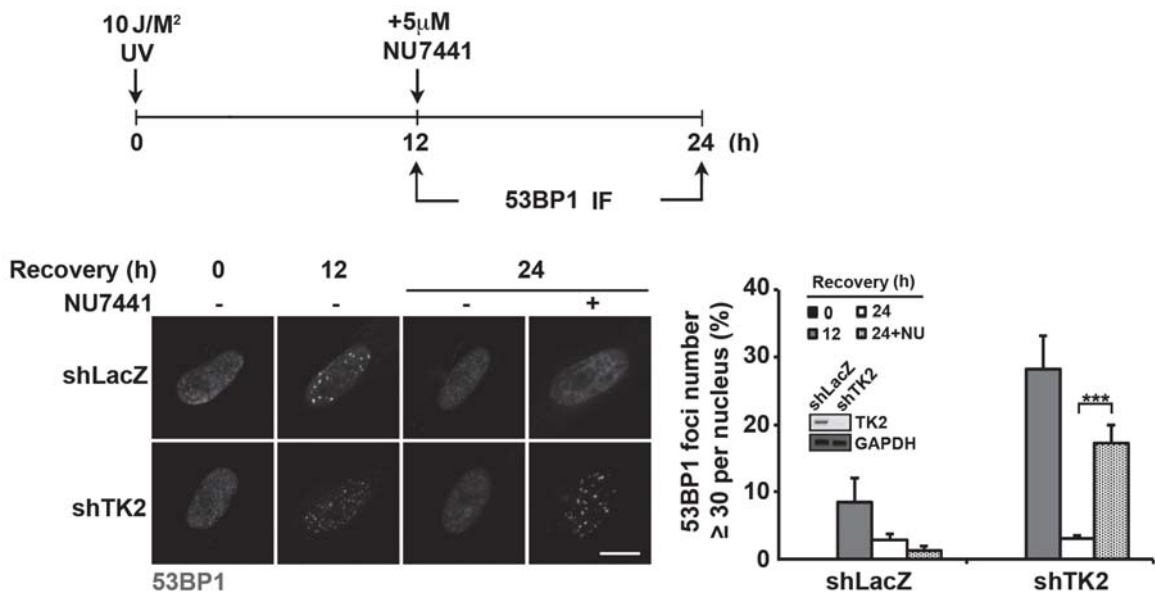 10 J/M²
UV
+5μM
NU7441
0
12
24 (h)
53BP1 IF
Recovery (h) 0 12 24
NU7441 - - - +
shLacZ
shTK2
53BP1
53BP1 foci number
≥ 30 per nucleus (%)
40
30
20
10
0
Recovery (h)
0 24
12 24+NU
shLacZ
shTK2
TK2
GAPDH
***
shLacZ shTK2